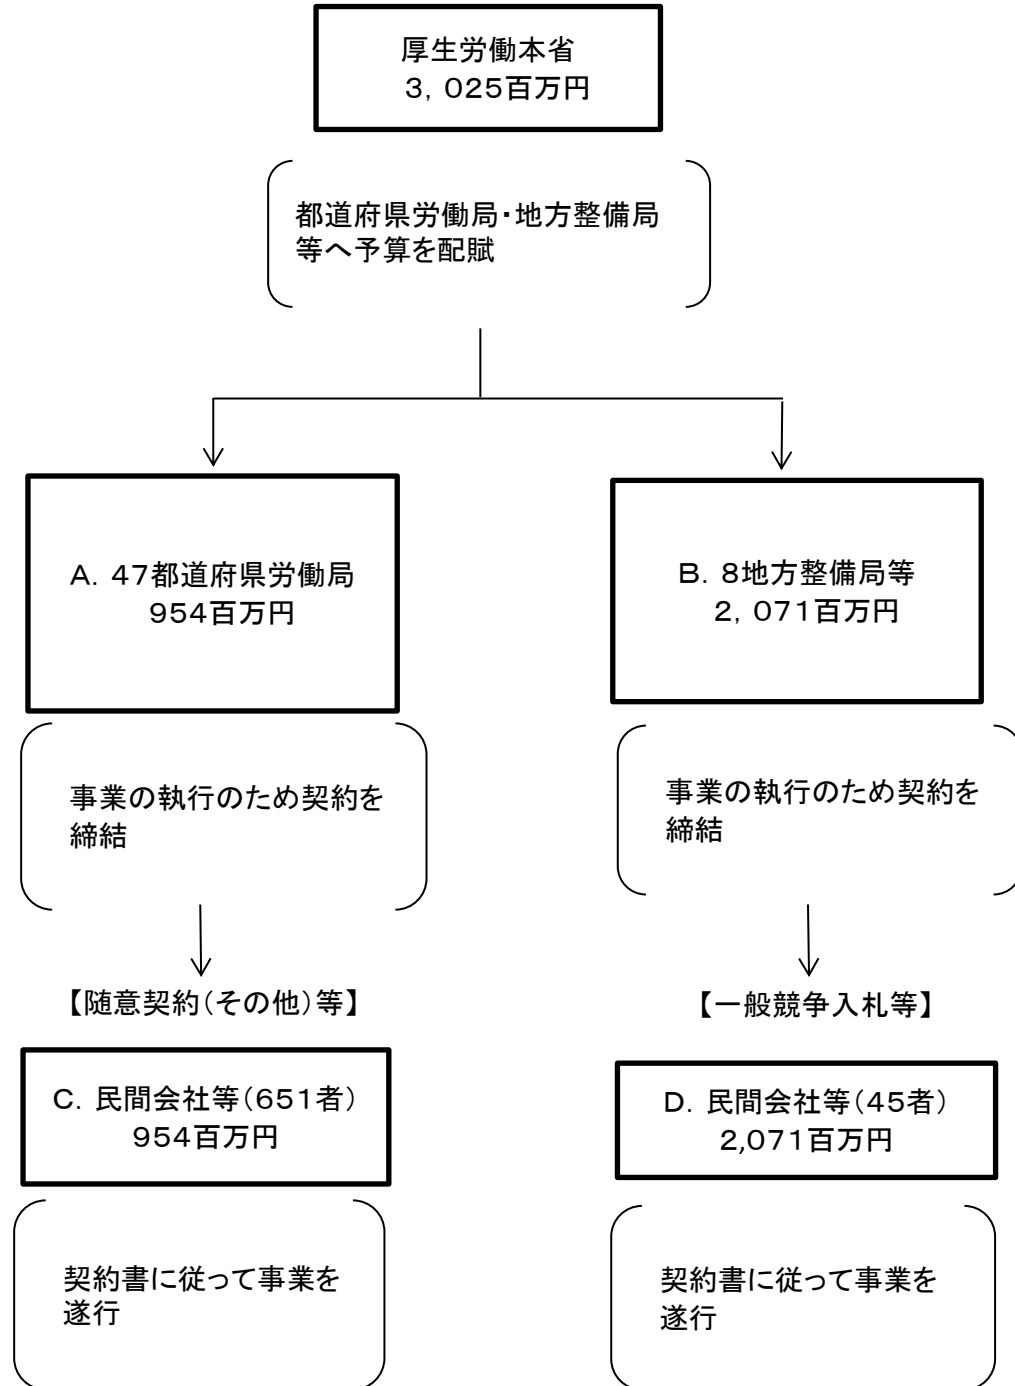 厚生労働本省
3，025百万円
都道府県労働局・地方整備局
等へ予算を配賦
A．47都道府県労働局
954百万円
B．8地方整備局等
2，071百万円
事業の執行のため契約を
締結
事業の執行のため契約を
締結
【随意契約（その他）等】
【一般競争入札等】
C．民間会社等（651者）
954百万円
D．民間会社等（45者）
2,071百万円
契約書に従って事業を
遂行
契約書に従って事業を
遂行